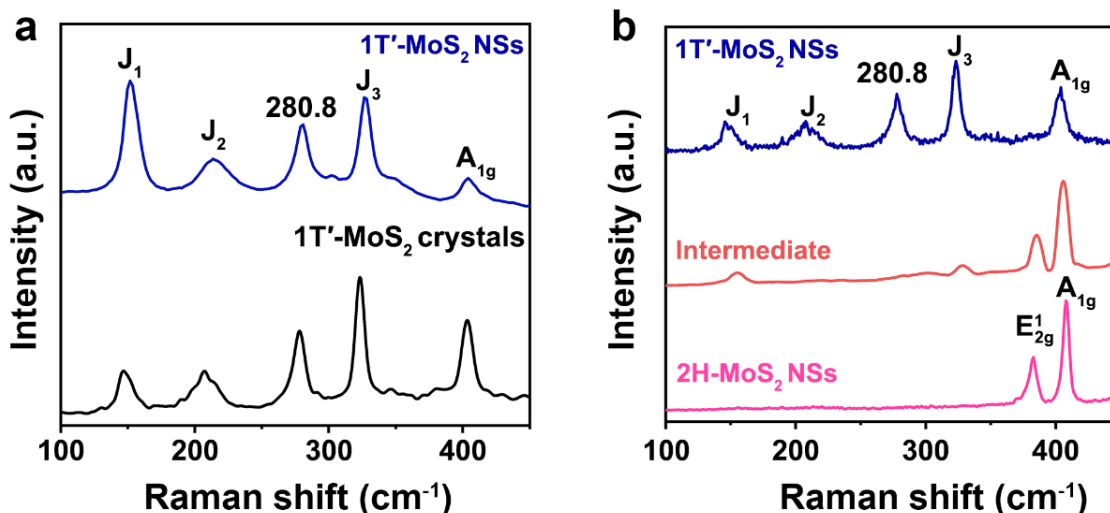 a
1T′-MoS₂ NSs
J₁
J₂
280.8
J₃
A₁g
1T′-MoS₂ crystals
Intensity (a.u.)
100 200 300 400
Raman shift (cm⁻¹)
b
1T′-MoS₂ NSs
J₁
J₂
280.8
J₃
A₁g
Intermediate
E¹₂g
A₁g
2H-MoS₂ NSs
Intensity (a.u.)
100 200 300 400
Raman shift (cm⁻¹)